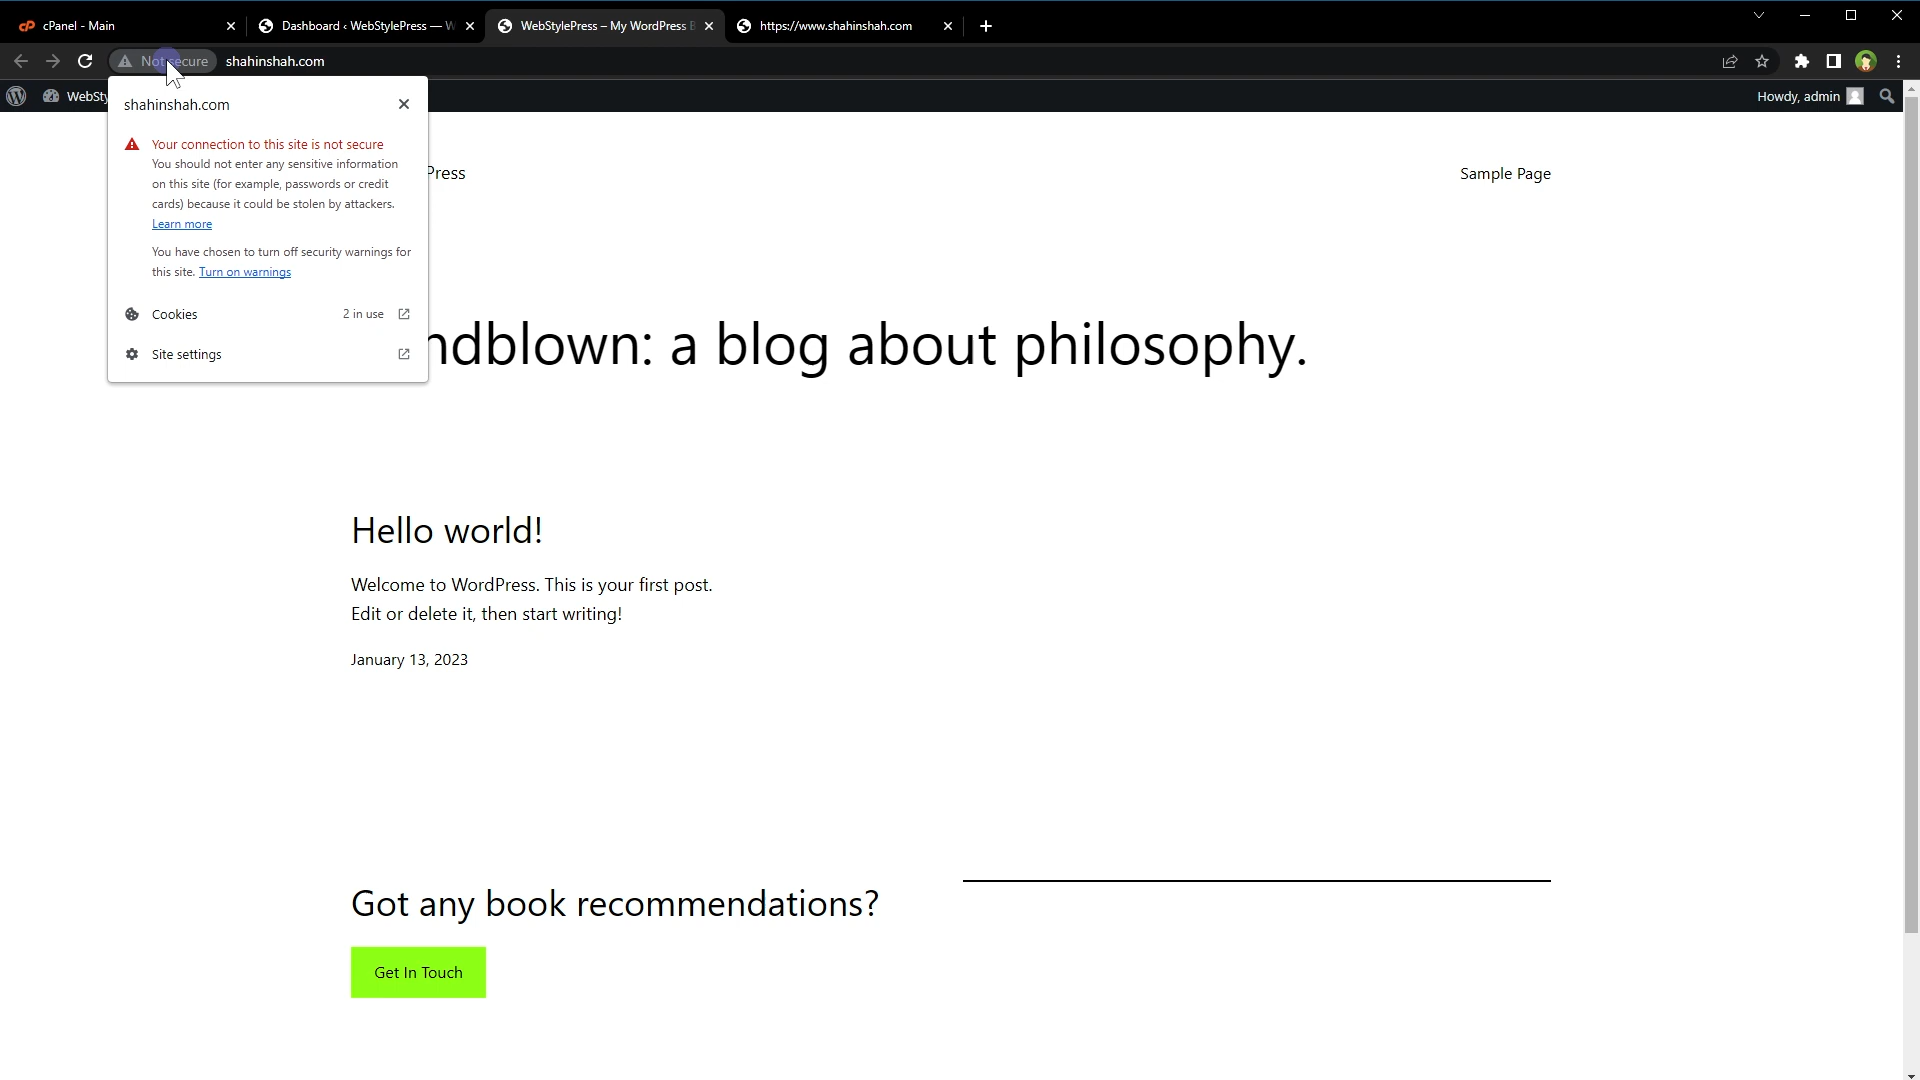 cPanel - Main
Dashboard ‹ WebStylePress — W
WebStylePress – My WordPress B
https://www.shahinshah.com
Not secure
shahinshah.com
WebSty
Howdy, admin
shahinshah.com
Your connection to this site is not secure
You should not enter any sensitive information
on this site (for example, passwords or credit
cards) because it could be stolen by attackers.
Learn more
You have chosen to turn off security warnings for
this site. Turn on warnings
Cookies
2 in use
Site settings
Press
Sample Page
ndblown: a blog about philosophy.
Hello world!
Welcome to WordPress. This is your first post.
Edit or delete it, then start writing!
January 13, 2023
Got any book recommendations?
Get In Touch